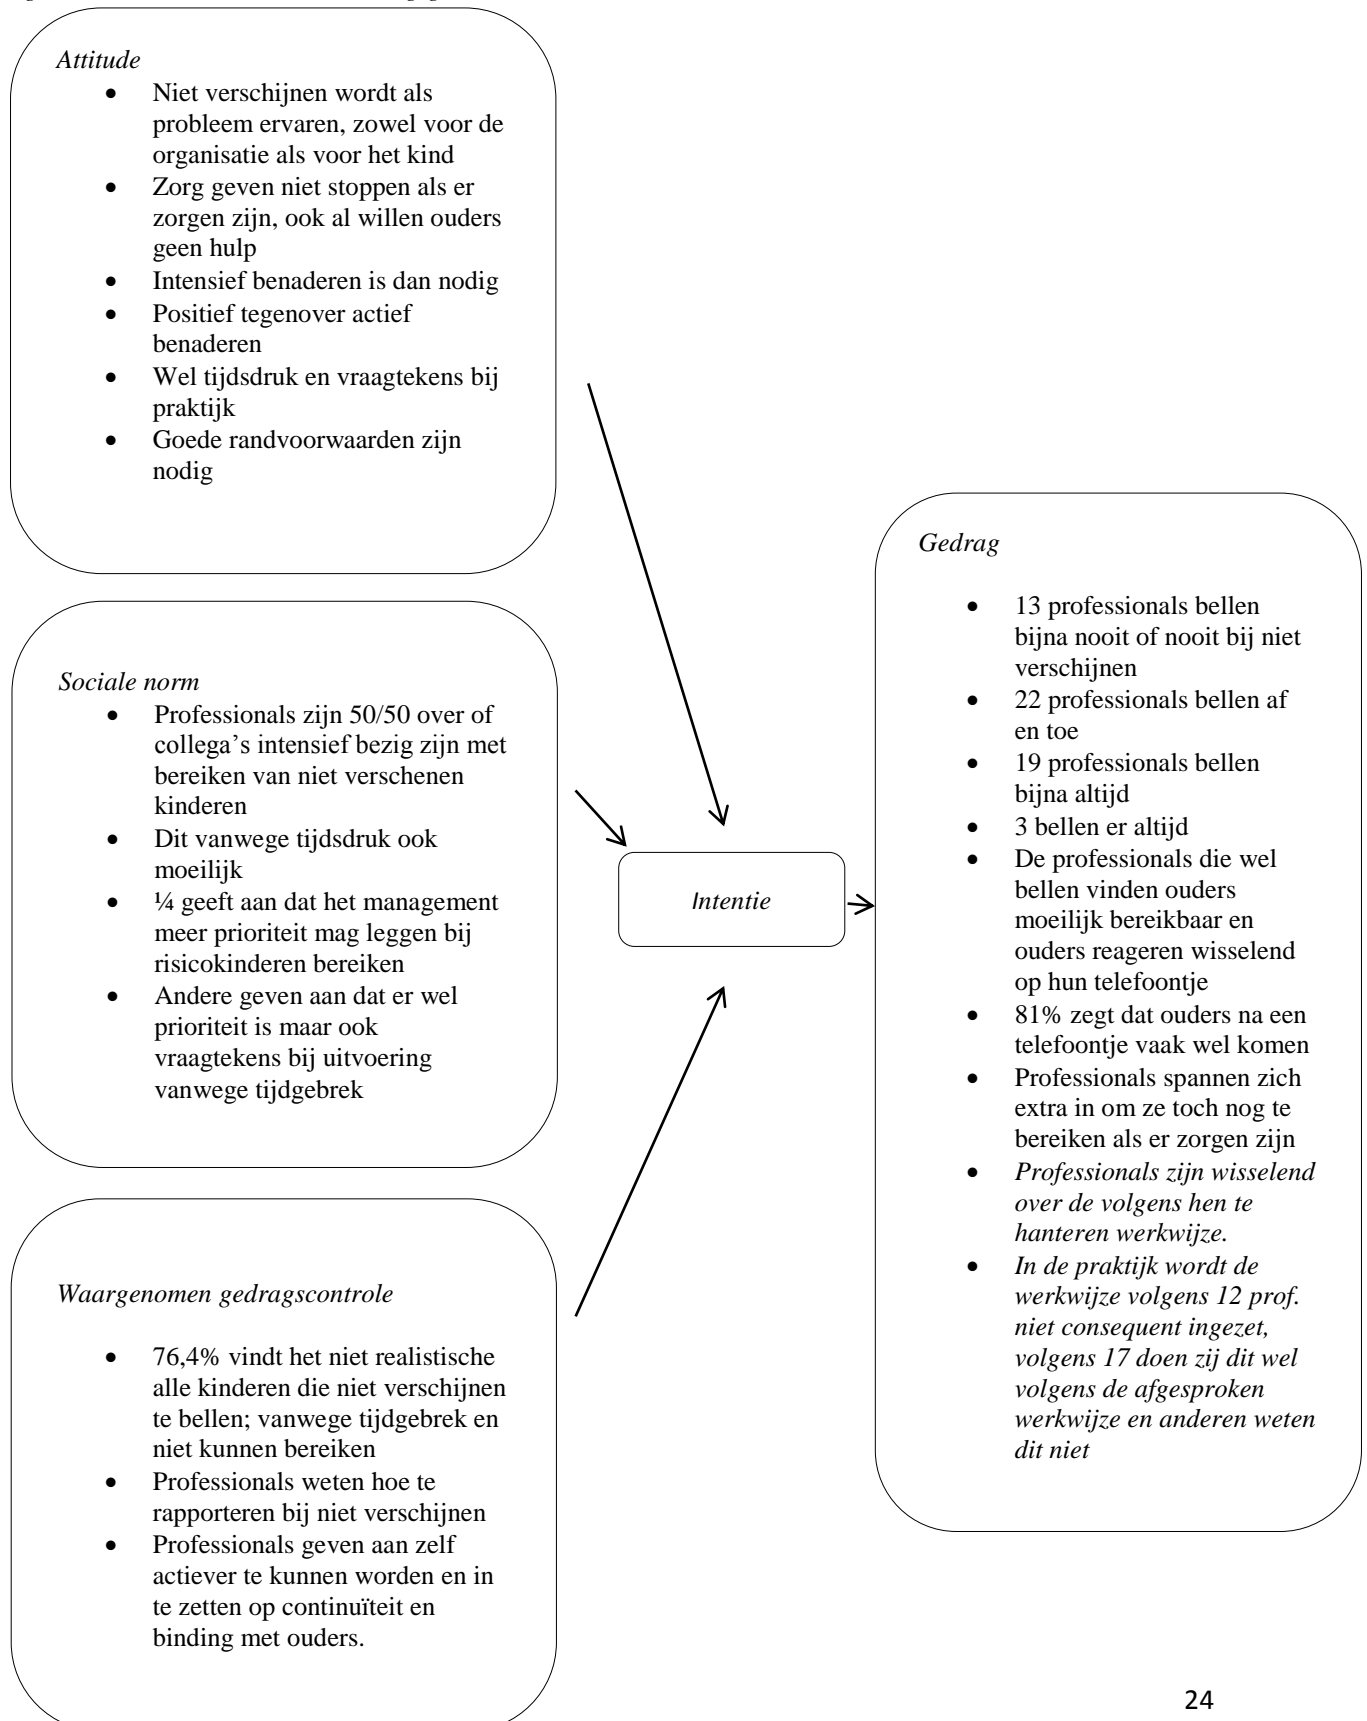 Attitude
• Niet verschijnen wordt als
probleem ervaren, zowel voor de
organisatie als voor het kind
• Zorg geven niet stoppen als er
zorgen zijn, ook al willen ouders
geen hulp
• Intensief benaderen is dan nodig
• Positief tegenover actief
benaderen
• Wel tijdsdruk en vraagtekens bij
praktijk
• Goede randvoorwaarden zijn
nodig
Sociale norm
• Professionals zijn 50/50 over of
collega’s intensief bezig zijn met
bereiken van niet verschenen
kinderen
• Dit vanwege tijdsdruk ook
moeilijk
• ¼ geeft aan dat het management
meer prioriteit mag leggen bij
risicokinderen bereiken
• Andere geven aan dat er wel
prioriteit is maar ook
vraagtekens bij uitvoering
vanwege tijdgebrek
Waargenomen gedragscontrole
• 76,4% vindt het niet realistische
alle kinderen die niet verschijnen
te bellen; vanwege tijdgebrek en
niet kunnen bereiken
• Professionals weten hoe te
rapporteren bij niet verschijnen
• Professionals geven aan zelf
actiever te kunnen worden en in
te zetten op continuïteit en
binding met ouders.
Intentie
Gedrag
• 13 professionals bellen
bijna nooit of nooit bij niet
verschijnen
• 22 professionals bellen af
en toe
• 19 professionals bellen
bijna altijd
• 3 bellen er altijd
• De professionals die wel
bellen vinden ouders
moeilijk bereikbaar en
ouders reageren wisselend
op hun telefoontje
• 81% zegt dat ouders na een
telefoontje vaak wel komen
• Professionals spannen zich
extra in om ze toch nog te
bereiken als er zorgen zijn
• Professionals zijn wisselend
over de volgens hen te
hanteren werkwijze.
• In de praktijk wordt de
werkwijze volgens 12 prof.
niet consequent ingezet,
volgens 17 doen zij dit wel
volgens de afgesproken
werkwijze en anderen weten
dit niet
24